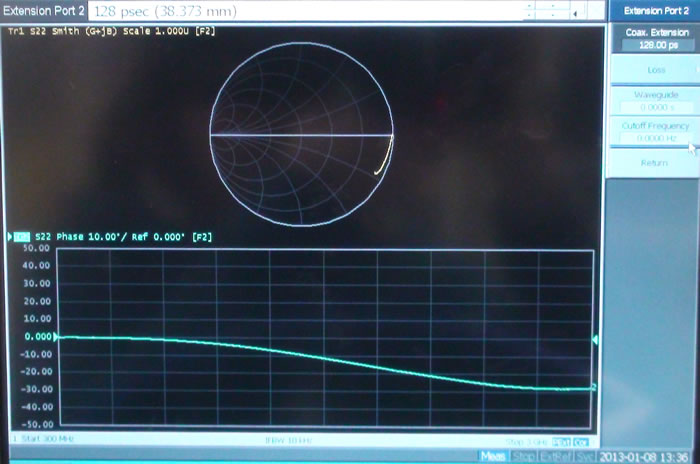 Extension Port 2 128 psec (38.373 mm)
Extension Port 2
Tr1 S22 Smith (G+jB) Scale 1.000U [F2]
Coax. Extension
128.00 ps
Loss
Waveguide
0.0000 s
Cutoff Frequency
0.0000 Hz
Return
S22 Phase 10.00°/ Ref 0.000° [F2]
50.00
40.00
30.00
20.00
10.00
0.000
-10.00
-20.00
-30.00
-40.00
-50.00
2
1 Start 300 MHz IFBW 10 kHz Stop 3 GHz PExt Cor
Meas Stop ExtRef Svc 2013-01-08 13:36